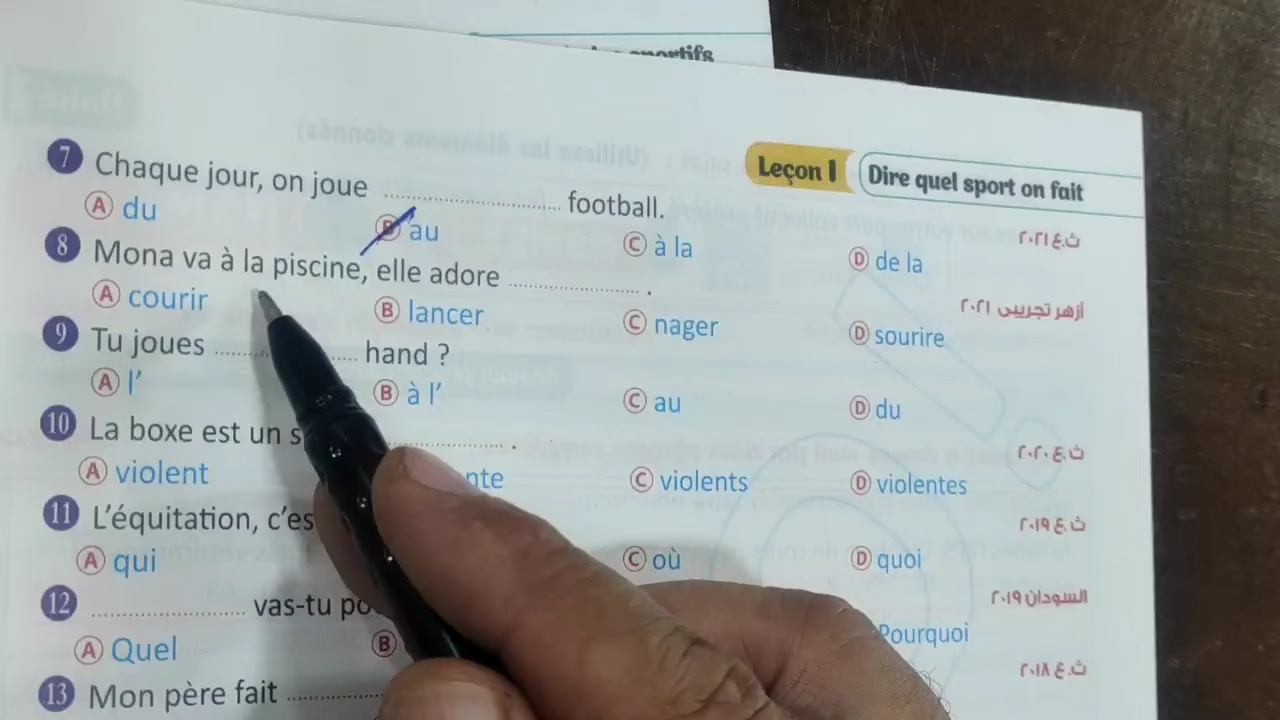 sportifs
Leçon 1 Dire quel sport on fait
7 Chaque jour, on joue .................... football.
A du B au C à la D de la
ث.ع ٢٠٢١
8 Mona va à la piscine, elle adore .................... .
A courir B lancer C nager D sourire
أزهر تجريبى ٢٠٢١
9 Tu joues .................... hand ?
A l’ B à l’ C au D du
10 La boxe est un s .................... .
A violent nte C violents D violentes
ث.ع ٢٠٢٠
11 L’équitation, c’es
A qui C où D quoi
ث.ع ٢٠١٩
12 .................... vas-tu
A Quel B Pourquoi
السودان ٢٠١٩
13 Mon père fait ....................
ث.ع ٢٠١٨